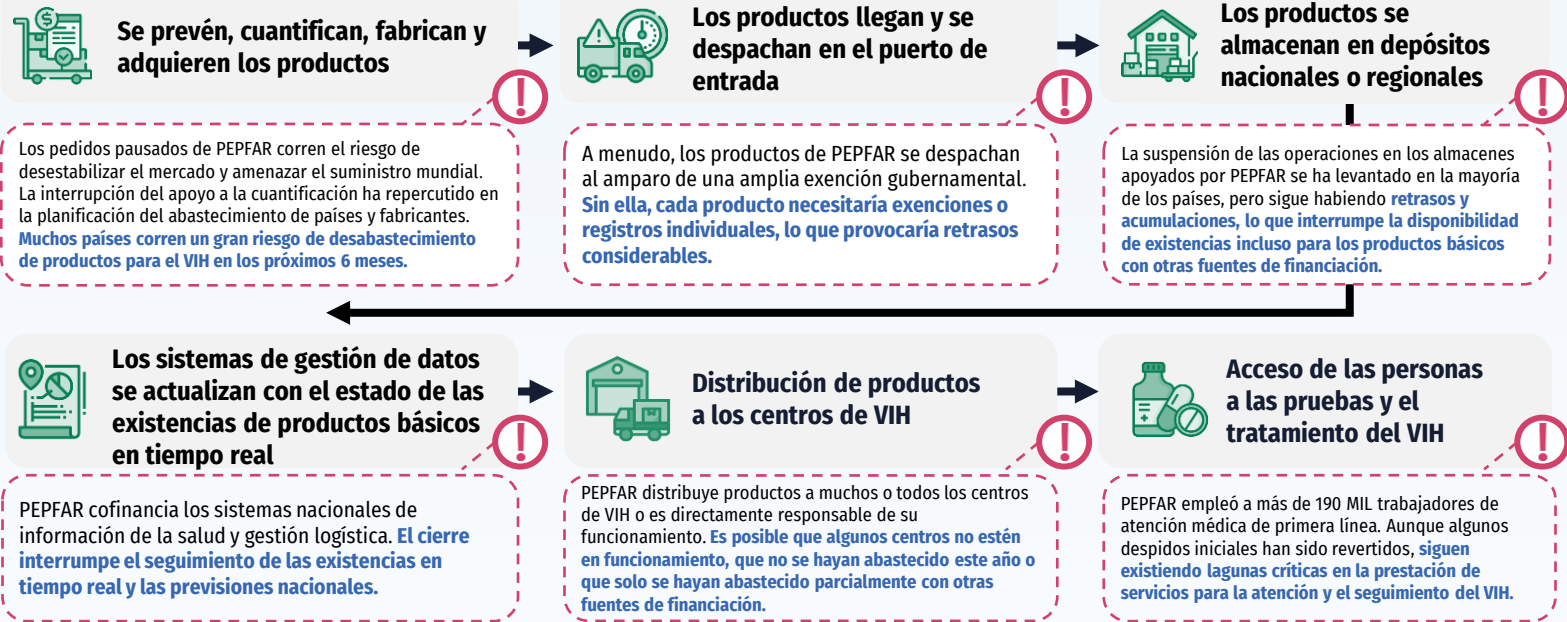 Se prevén, cuantifican, fabrican y
adquieren los productos
Los pedidos pausados de PEPFAR corren el riesgo de
desestabilizar el mercado y amenazar el suministro mundial.
La interrupción del apoyo a la cuantificación ha repercutido en
la planificación del abastecimiento de países y fabricantes.
Muchos países corren un gran riesgo de desabastecimiento
de productos para el VIH en los próximos 6 meses.
Los productos llegan y se
despachan en el puerto de
entrada
A menudo, los productos de PEPFAR se despachan
al amparo de una amplia exención gubernamental.
Sin ella, cada producto necesitaría exenciones o
registros individuales, lo que provocaría retrasos
considerables.
Los productos se
almacenan en depósitos
nacionales o regionales
La suspensión de las operaciones en los almacenes
apoyados por PEPFAR se ha levantado en la mayoría
de los países, pero sigue habiendo retrasos y
acumulaciones, lo que interrumpe la disponibilidad
de existencias incluso para los productos básicos
con otras fuentes de financiación.
Los sistemas de gestión de datos
se actualizan con el estado de las
existencias de productos básicos
en tiempo real
PEPFAR cofinancia los sistemas nacionales de
información de la salud y gestión logística. El cierre
interrumpe el seguimiento de las existencias en
tiempo real y las previsiones nacionales.
Distribución de productos
a los centros de VIH
PEPFAR distribuye productos a muchos o todos los centros
de VIH o es directamente responsable de su
funcionamiento. Es posible que algunos centros no estén
en funcionamiento, que no se hayan abastecido este año o
que solo se hayan abastecido parcialmente con otras
fuentes de financiación.
Acceso de las personas
a las pruebas y el
tratamiento del VIH
PEPFAR empleó a más de 190 MIL trabajadores de
atención médica de primera línea. Aunque algunos
despidos iniciales han sido revertidos, siguen
existiendo lagunas críticas en la prestación de
servicios para la atención y el seguimiento del VIH.